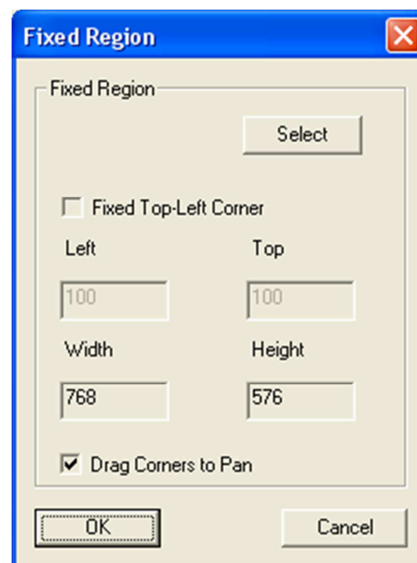 Fixed Region
Fixed Region
Select
Fixed Top-Left Corner
Left Top
100 100
Width Height
768 576
Drag Corners to Pan
OK Cancel